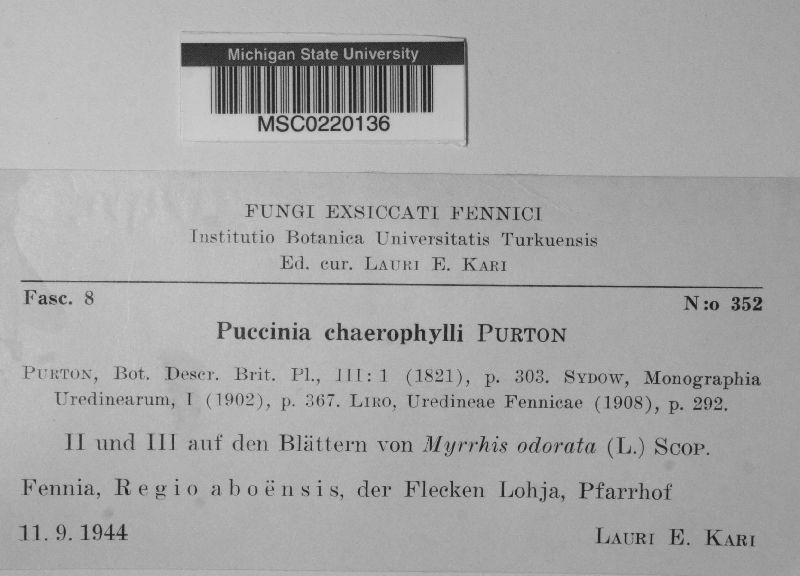 Michigan State University
MSC0220136
FUNGI EXSICCATI FENNICI
Institutio Botanica Universitatis Turkuensis
Ed. cur. LAURI E. KARI
Fasc. 8 N:o 352
Puccinia chaerophylli PURTON
PURTON, Bot. Descr. Brit. Pl., III: 1 (1821), p. 303. SYDOW, Monographia
Uredinearum, I (1902), p. 367. LIRO, Uredineae Fennicae (1908), p. 292.
II und III auf den Blättern von Myrrhis odorata (L.) SCOP.
Fennia, Regio aboënsis, der Flecken Lohja, Pfarrhof
11. 9. 1944 LAURI E. KARI